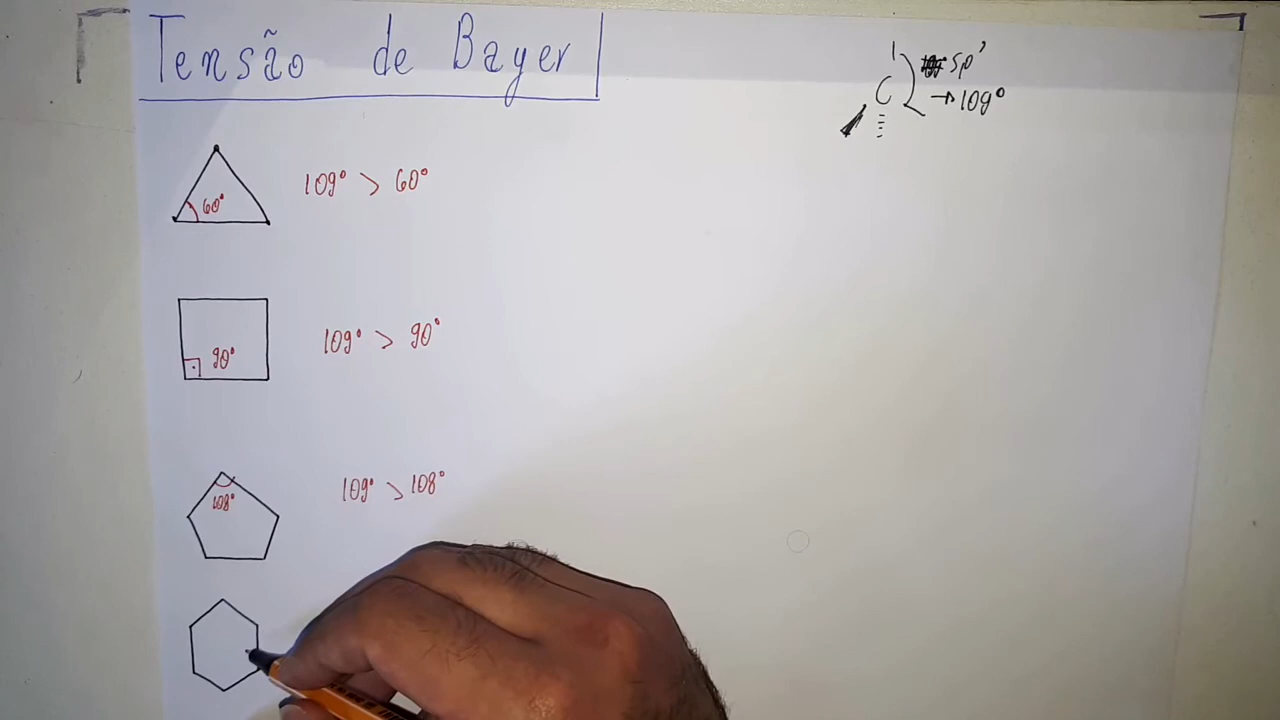 Tensão de Bayer
C sp³
→109°
60° 109° > 60°
90° 109° > 90°
108° 109° > 108°